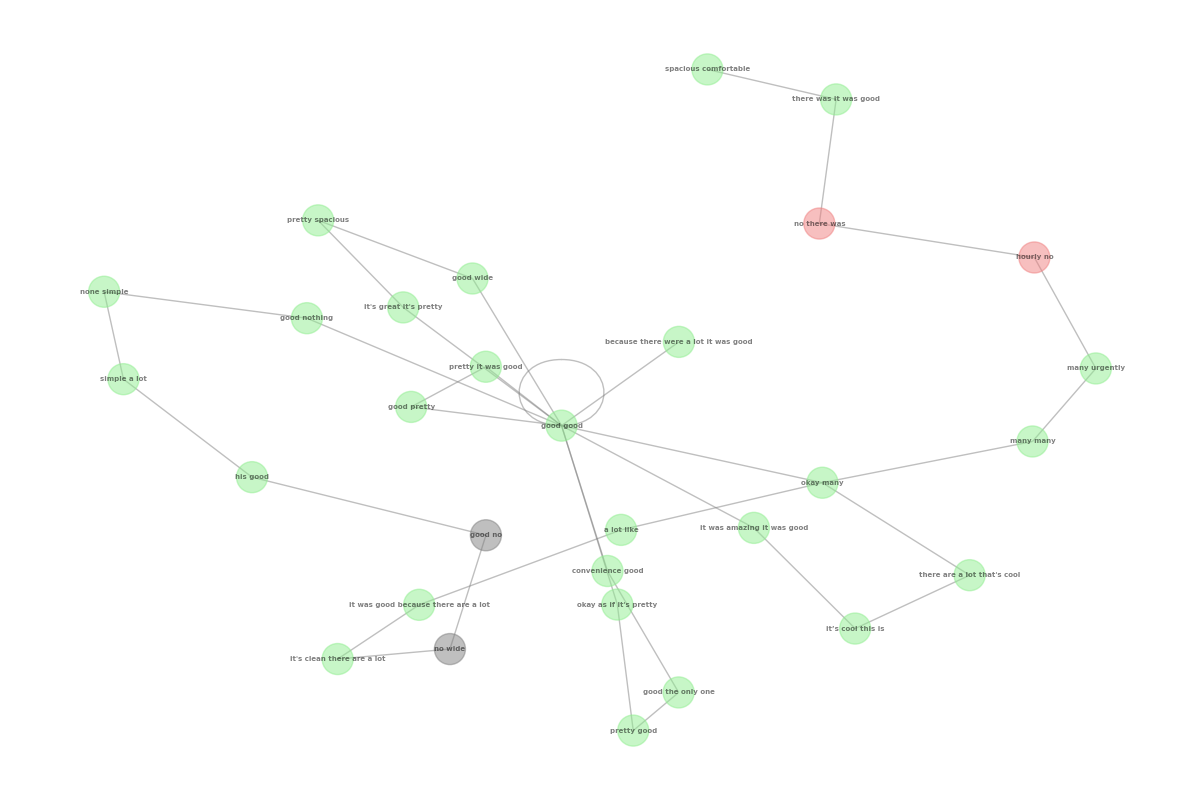 spacious comfortable
there was it was good
pretty spacious
no there was
hourly no
good wide
none simple
it's great it's pretty
good nothing
because there were a lot it was good
pretty it was good
many urgently
simple a lot
good pretty
good good
many many
his good
okay many
a lot like
it was amazing it was good
good no
convenience good
there are a lot that's cool
it was good because there are a lot
okay as if it's pretty
it's cool this is
no wide
it's clean there are a lot
good the only one
pretty good